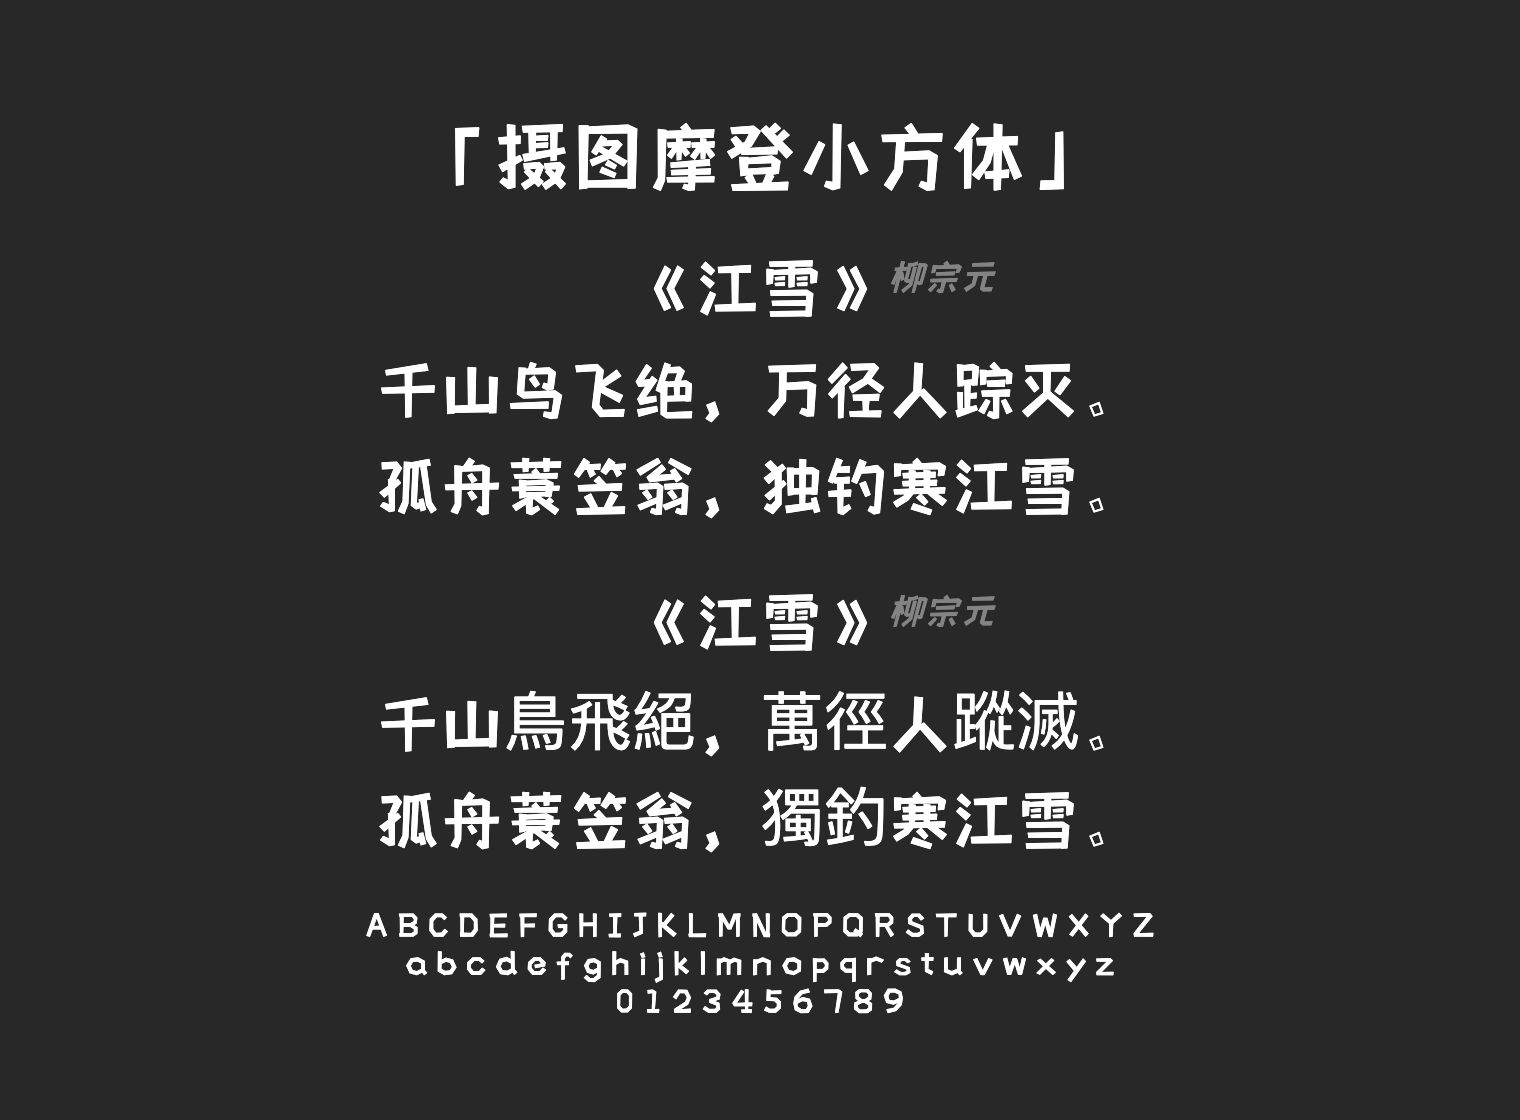 「摄图摩登小方体」
《江雪》柳宗元
千山鸟飞绝，万径人踪灭。
孤舟蓑笠翁，独钓寒江雪。
《江雪》柳宗元
千山鳥飛絕，萬徑人蹤滅。
孤舟蓑笠翁，獨釣寒江雪。
ABCDEFGHIJKLMNOPQRSTUVWXYZ
abcdefghijklmnopqrstuvwxyz
0123456789